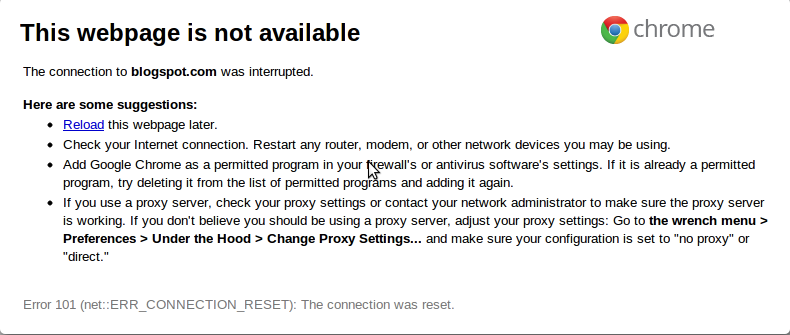 This webpage is not available
chrome
The connection to blogspot.com was interrupted.
Here are some suggestions:
Reload this webpage later.
Check your Internet connection. Restart any router, modem, or other network devices you may be using.
Add Google Chrome as a permitted program in your firewall's or antivirus software's settings. If it is already a permitted
program, try deleting it from the list of permitted programs and adding it again.
If you use a proxy server, check your proxy settings or contact your network administrator to make sure the proxy server
is working. If you don't believe you should be using a proxy server, adjust your proxy settings: Go to the wrench menu >
Preferences > Under the Hood > Change Proxy Settings... and make sure your configuration is set to "no proxy" or
"direct."
Error 101 (net::ERR_CONNECTION_RESET): The connection was reset.